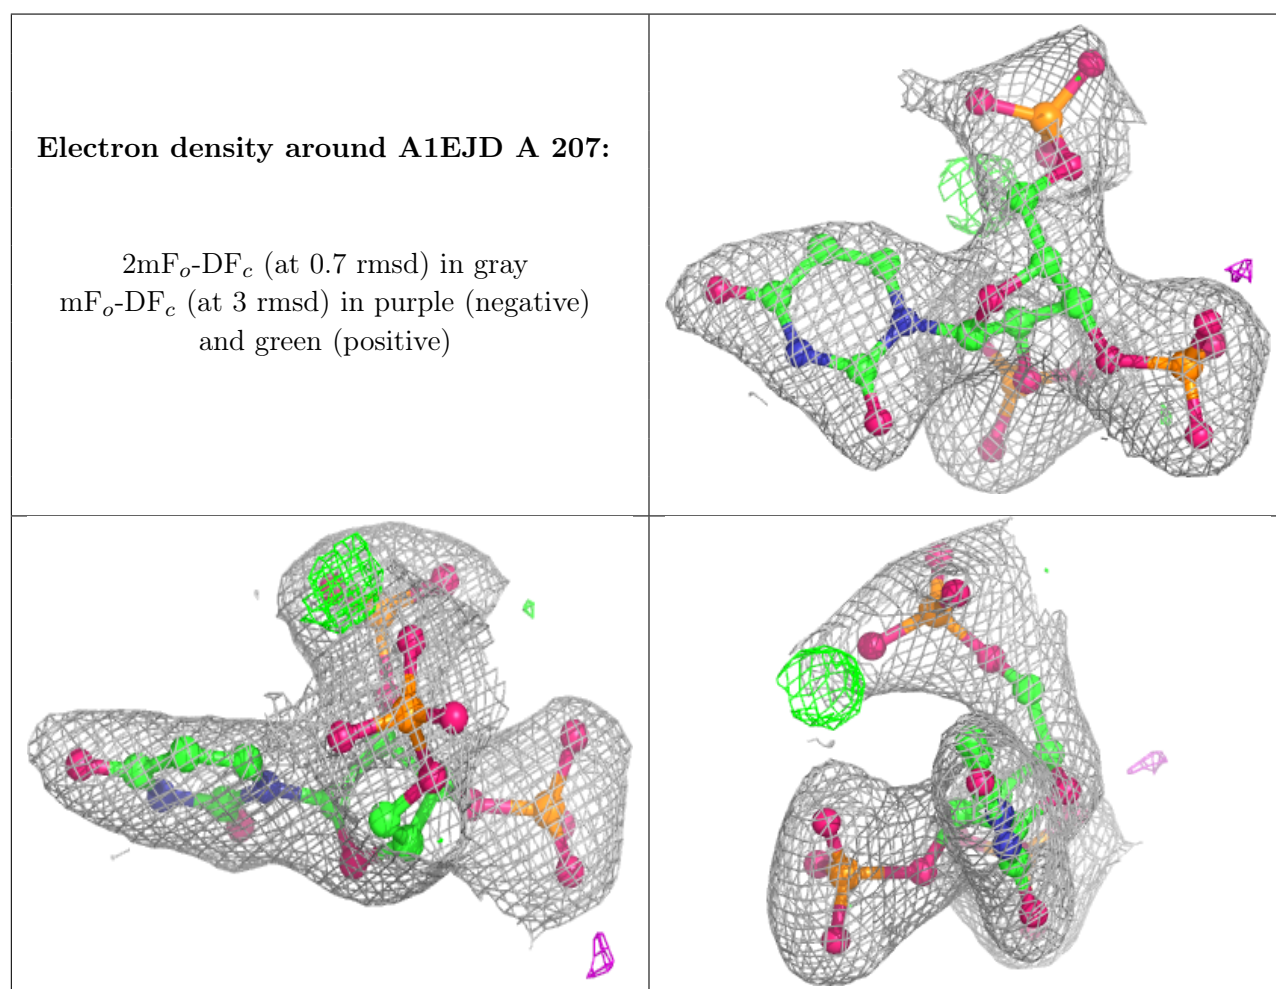 Electron density around A1EJD A 207:
2mFₒ-DF𝒸 (at 0.7 rmsd) in gray
mFₒ-DF𝒸 (at 3 rmsd) in purple (negative)
and green (positive)